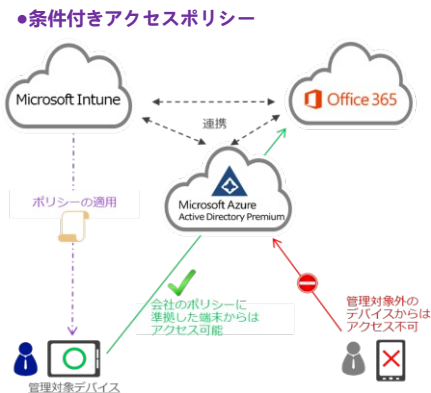 ●条件付きアクセスポリシー
Microsoft Intune
Office 365
連携
Microsoft Azure
Active Directory Premium
ポリシーの適用
会社のポリシーに
準拠した端末からは
アクセス可能
管理対象外の
デバイスからは
アクセス不可
管理対象デバイス